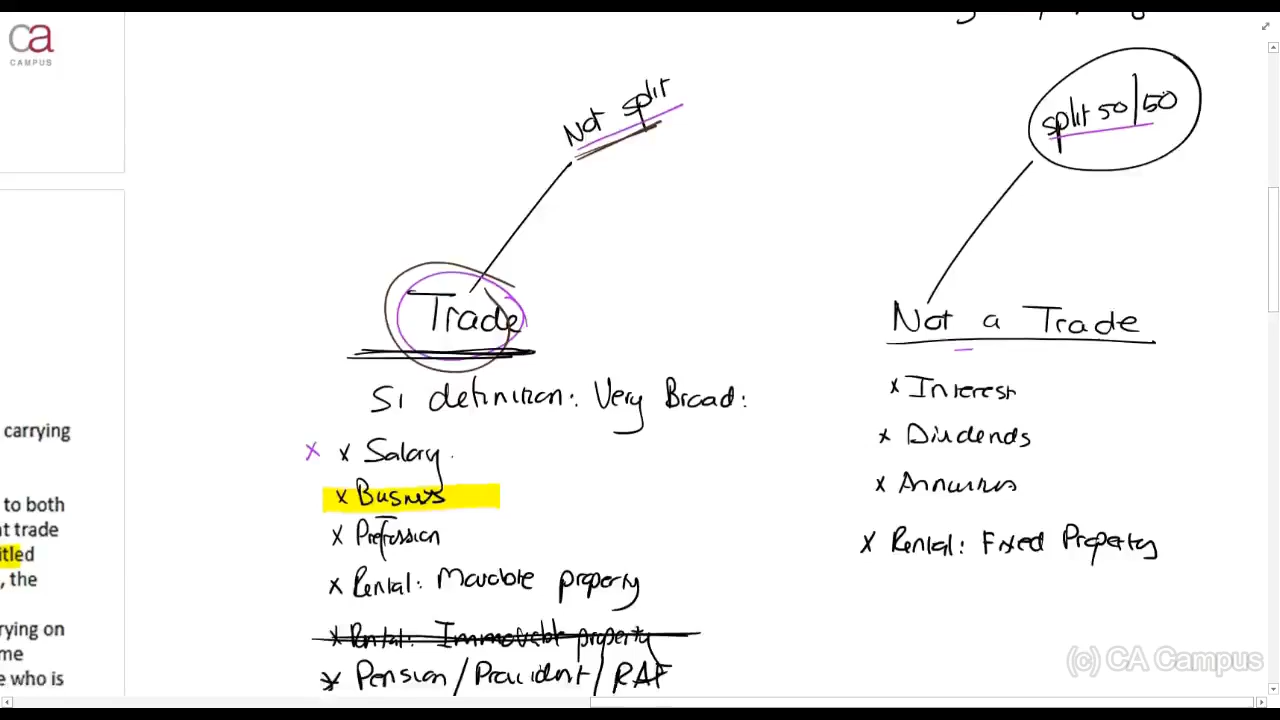 ca
CAMPUS
Not split
split 50/50
Trade
Not a Trade
S1 definition: Very Broad:
x Interest
x x Salary
x Dividends
x Business
x Annuities
x Profession
x Rental: Fixed Property
x Rental: Movable property
x Rental: Immovable property
x Pension/Provident/RAF
carrying
to both
at trade
itled
, the
rying on
me
e who is
(c) CA Campus